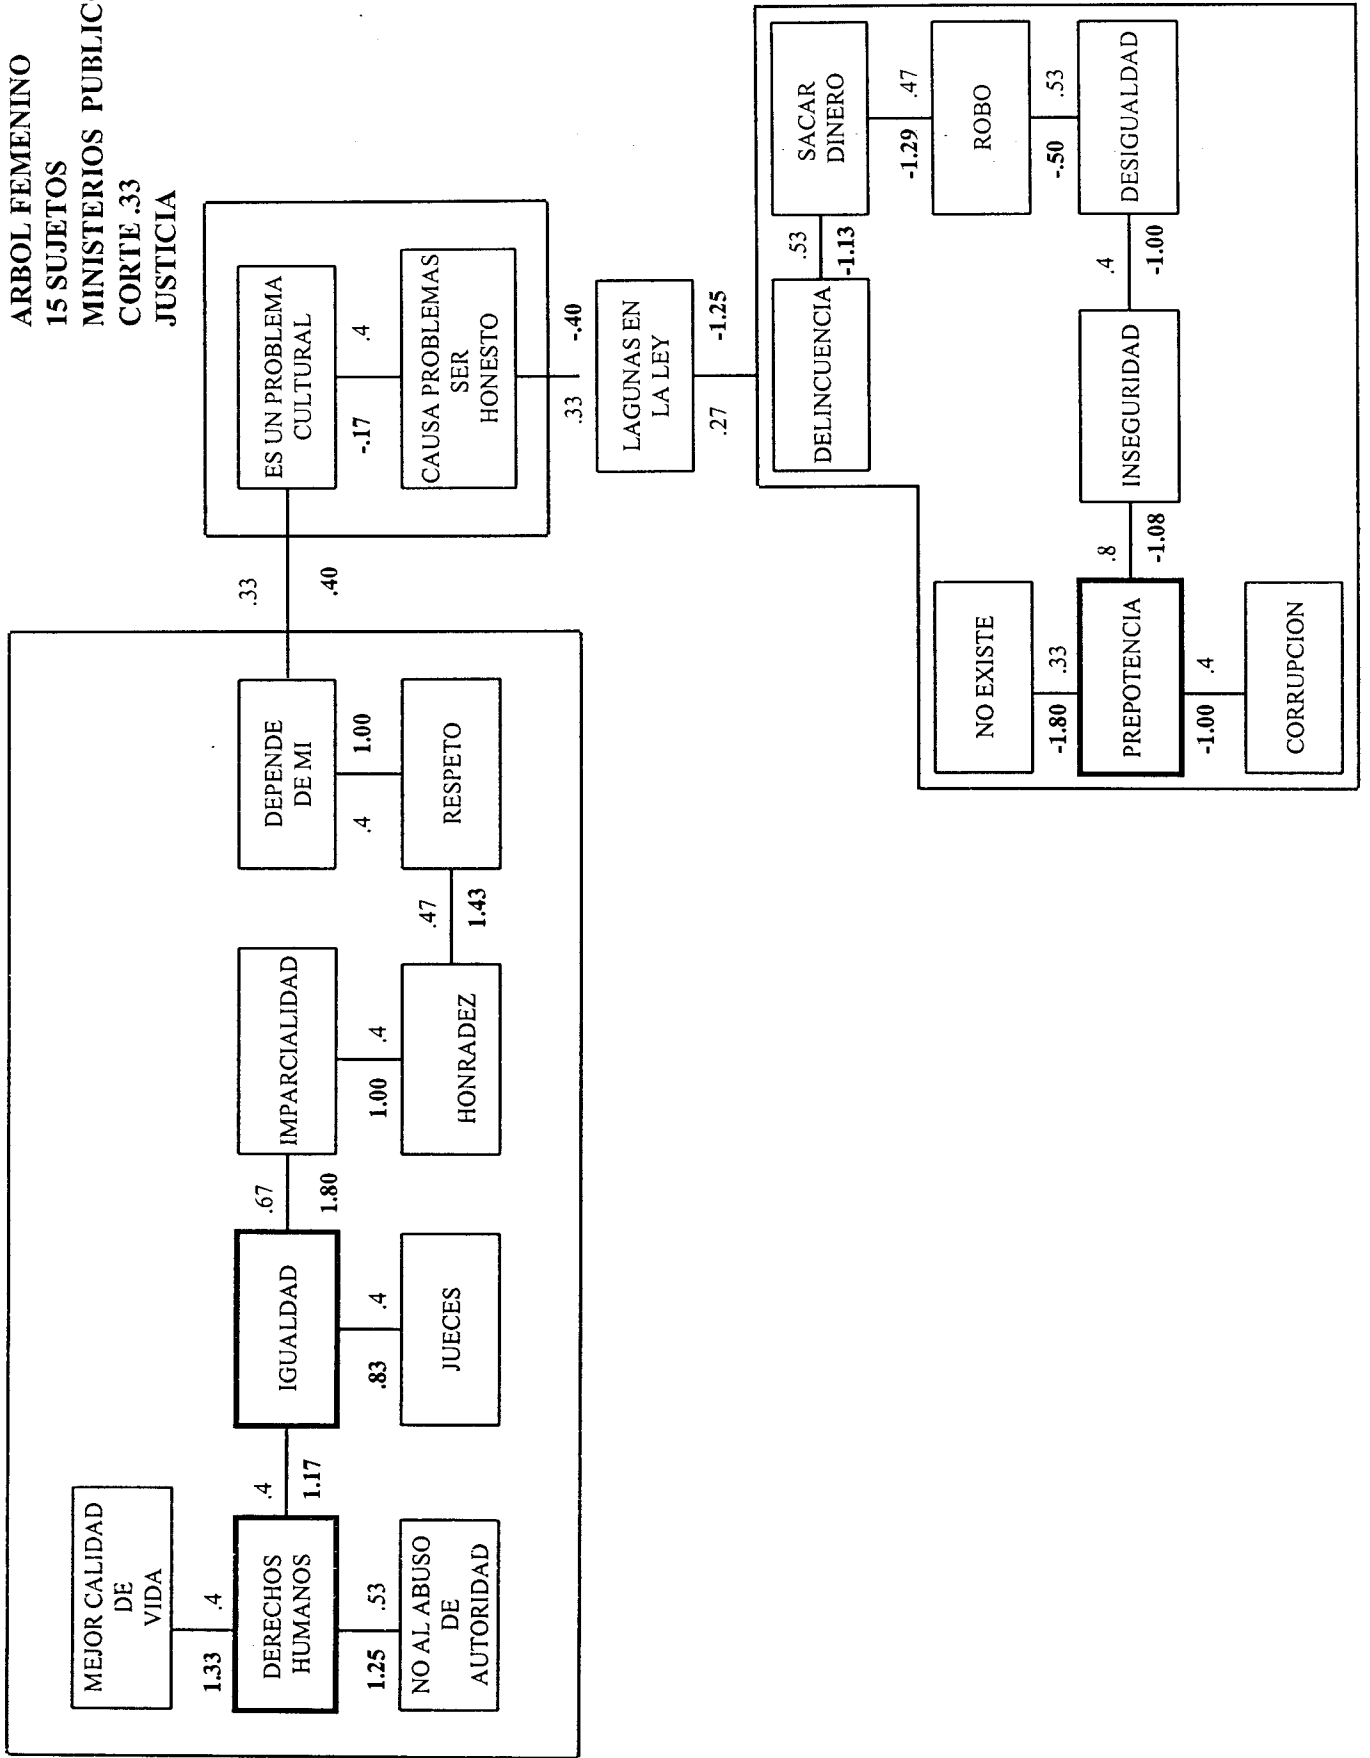 ARBOL FEMENINO
15 SUJETOS
MINISTERIOS PUBLIC
CORTE .33
JUSTICIA
MEJOR CALIDAD
DE
VIDA
1.33
.4
DERECHOS
HUMANOS
1.25
.53
NO AL ABUSO
DE
AUTORIDAD
.4
1.17
IGUALDAD
.83
.4
JUECES
.67
1.80
IMPARCIALIDAD
1.00
.4
HONRADEZ
.47
1.43
DEPENDE
DE MI
.4
1.00
RESPETO
.33
.40
ES UN PROBLEMA
CULTURAL
-.17
.4
CAUSA PROBLEMAS
SER
HONESTO
.33
-.40
LAGUNAS EN
LA LEY
.27
-1.25
DELINCUENCIA
.53
-1.13
SACAR
DINERO
-1.29
.47
ROBO
-.50
.53
DESIGUALDAD
.4
-1.00
INSEGURIDAD
.8
-1.08
NO EXISTE
-1.80
.33
PREPOTENCIA
-1.00
.4
CORRUPCION